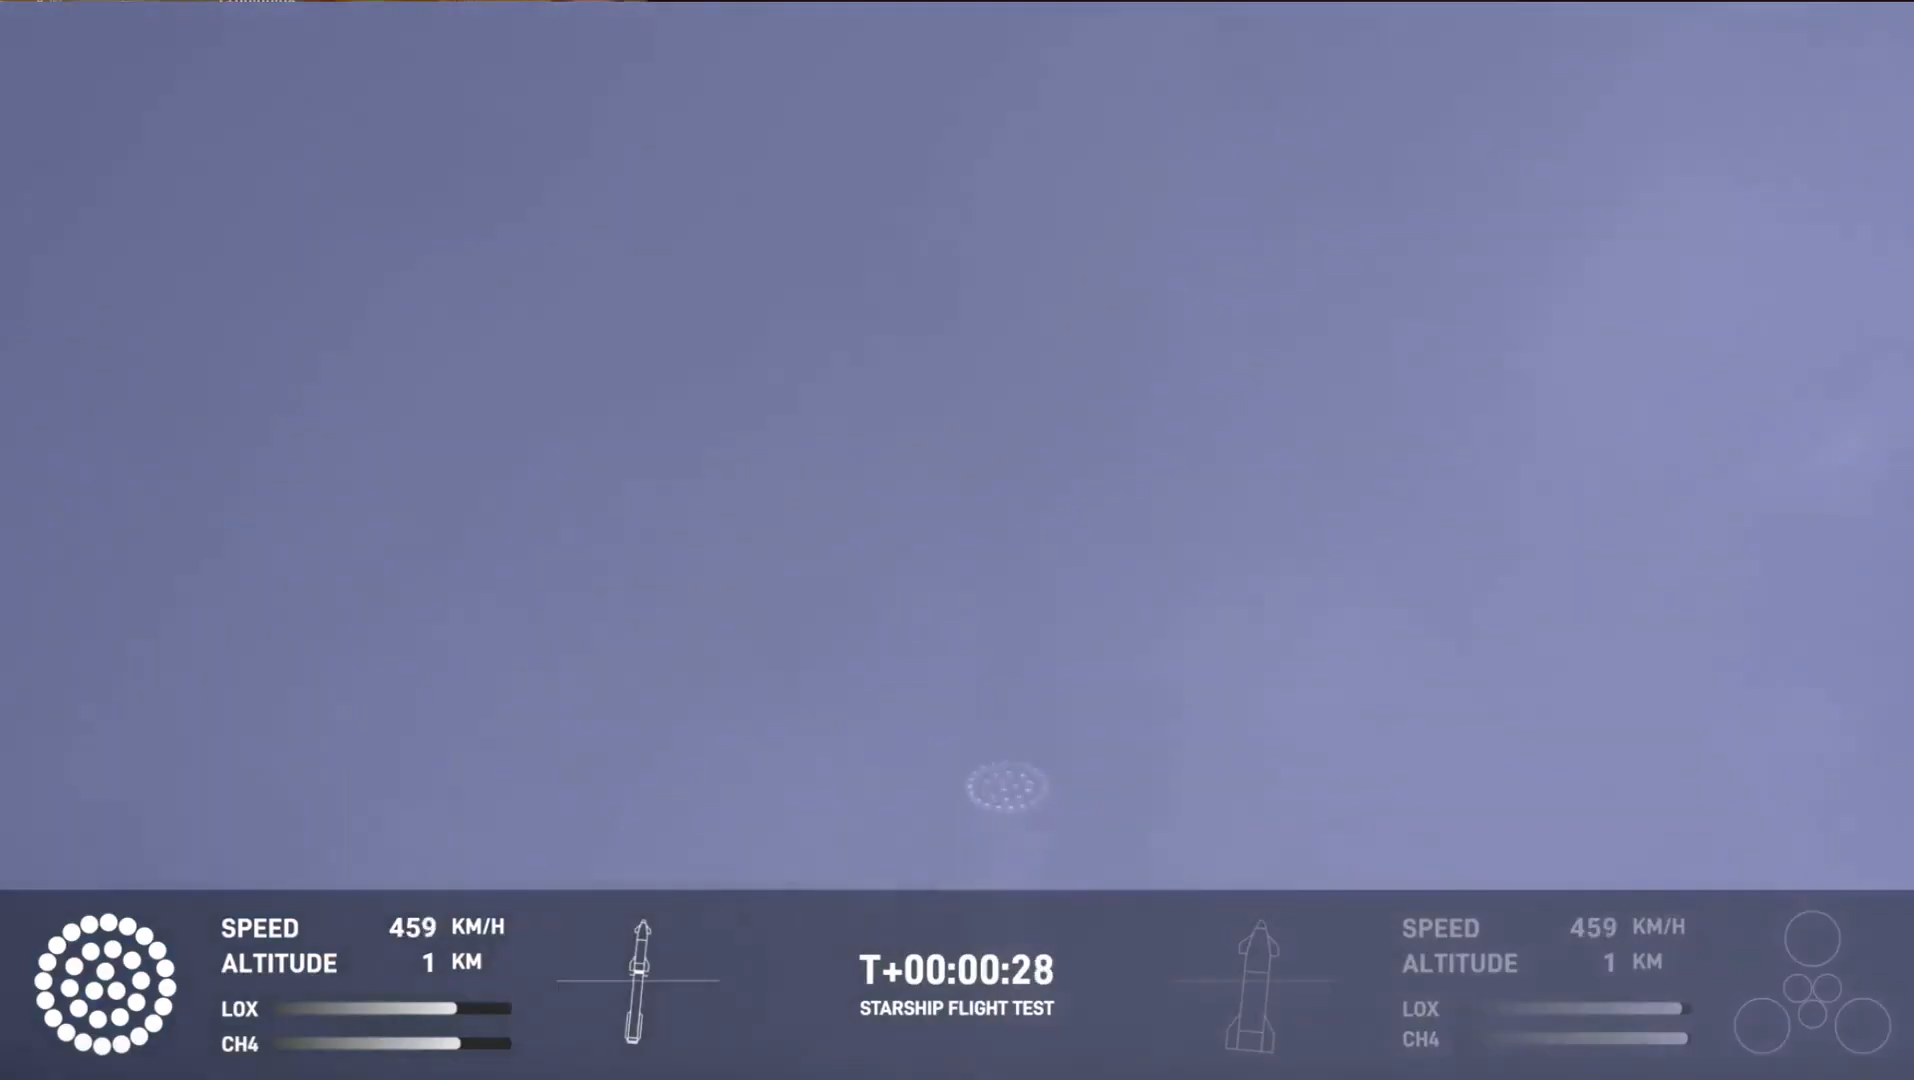 SPEED 459 KM/H
ALTITUDE 1 KM
LOX
CH4
T+00:00:28
STARSHIP FLIGHT TEST
SPEED 459 KM/H
ALTITUDE 1 KM
LOX
CH4